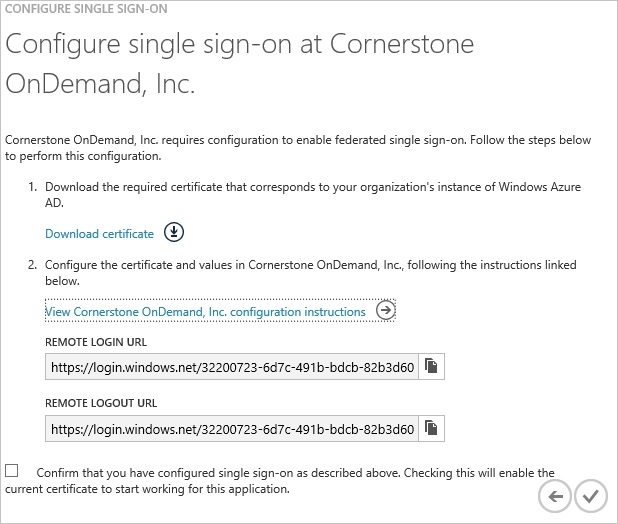 CONFIGURE SINGLE SIGN-ON
Configure single sign-on at Cornerstone
OnDemand, Inc.
Cornerstone OnDemand, Inc. requires configuration to enable federated single sign-on. Follow the steps below
to perform this configuration.
1. Download the required certificate that corresponds to your organization's instance of Windows Azure
AD.
Download certificate
2. Configure the certificate and values in Cornerstone OnDemand, Inc., following the instructions linked
below.
View Cornerstone OnDemand, Inc. configuration instructions
REMOTE LOGIN URL
https://login.windows.net/32200723-6d7c-491b-bdcb-82b3d60
REMOTE LOGOUT URL
https://login.windows.net/32200723-6d7c-491b-bdcb-82b3d60
Confirm that you have configured single sign-on as described above. Checking this will enable the
current certificate to start working for this application.